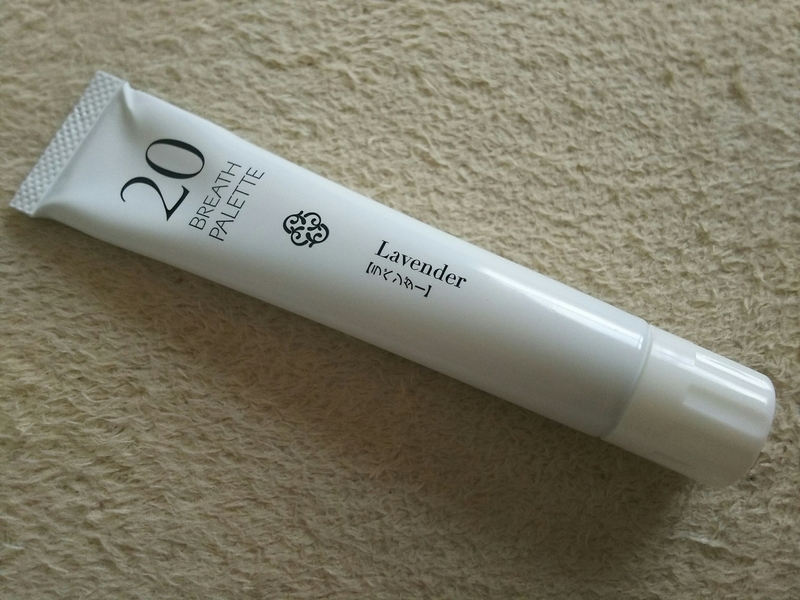 20
BREATH
PALETTE
Lavender
【ラベンダー】